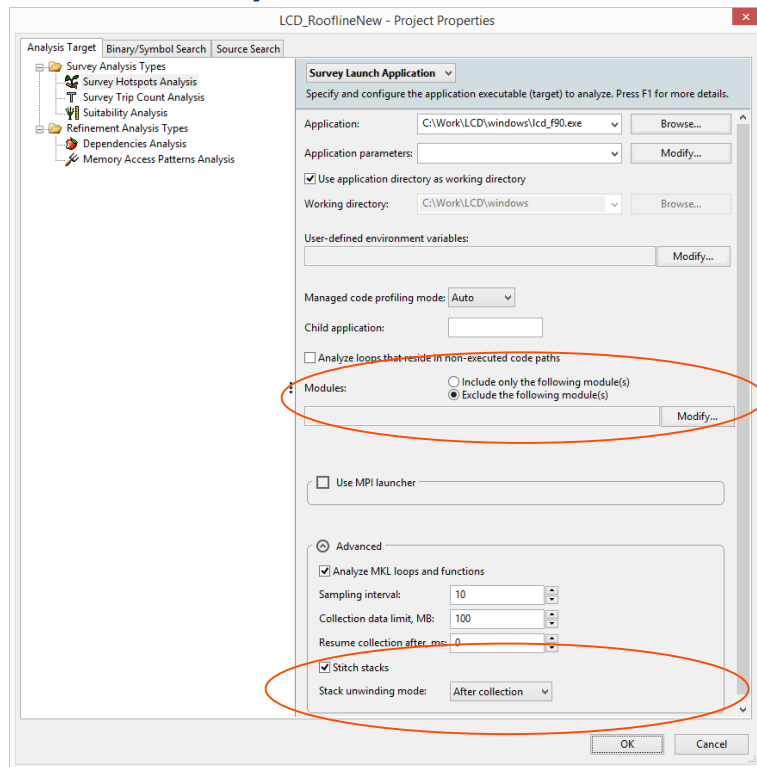 LCD_RooflineNew - Project Properties
Analysis Target
Binary/Symbol Search
Source Search
Survey Analysis Types
Survey Hotspots Analysis
Survey Trip Count Analysis
Suitability Analysis
Refinement Analysis Types
Dependencies Analysis
Memory Access Patterns Analysis
Survey Launch Application
Specify and configure the application executable (target) to analyze. Press F1 for more details.
Application: C:\Work\LCD\windows\lcd_f90.exe Browse...
Application parameters: Modify...
Use application directory as working directory
Working directory: C:\Work\LCD\windows Browse...
User-defined environment variables:
Modify...
Managed code profiling mode: Auto
Child application:
Analyze loops that reside in non-executed code paths
Modules: Include only the following module(s)
Exclude the following module(s)
Modify...
Use MPI launcher
Advanced
Analyze MKL loops and functions
Sampling interval: 10
Collection data limit, MB: 100
Resume collection after, ms: 0
Stitch stacks
Stack unwinding mode: After collection
OK Cancel